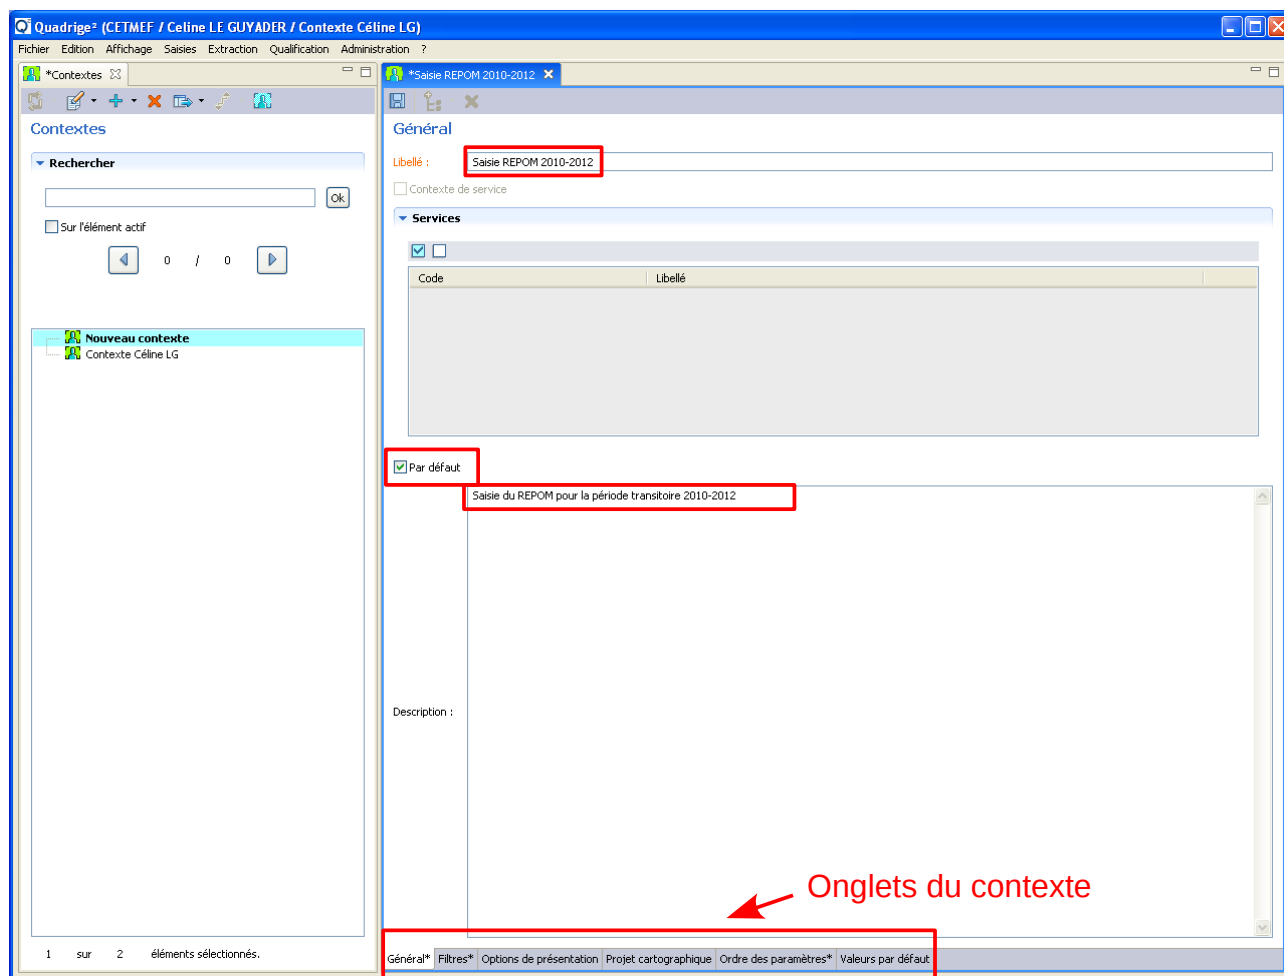 Quadrige² (CETMEF / Celine LE GUYADER / Contexte Céline LG)
Fichier Edition Affichage Saisies Extraction Qualification Administration ?
*Contextes
*Saisie REPOM 2010-2012
Contextes
Général
Rechercher
Libellé :
Saisie REPOM 2010-2012
Contexte de service
Ok
Services
Sur l'élément actif
0 / 0
Code Libellé
Nouveau contexte
Contexte Céline LG
Par défaut
Saisie du REPOM pour la période transitoire 2010-2012
Description :
Onglets du contexte
1 sur 2 éléments sélectionnés.
Général* Filtres* Options de présentation Projet cartographique Ordre des paramètres* Valeurs par défaut